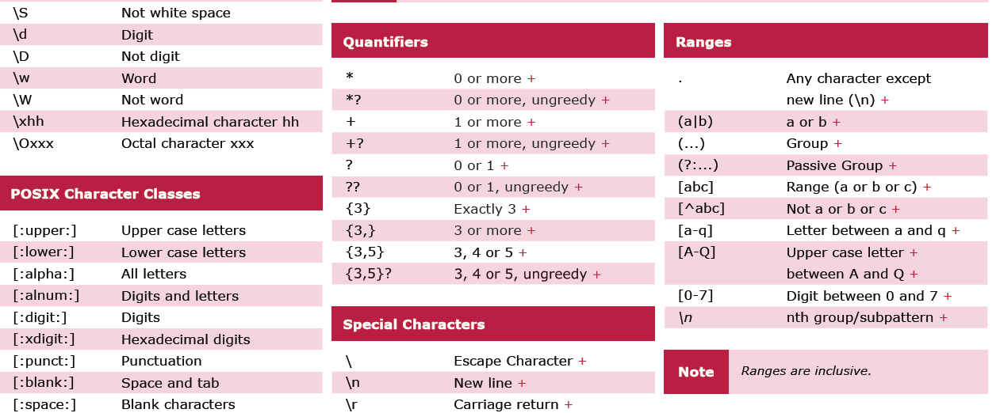 \S Not white space
\d Digit
\D Not digit
\w Word
\W Not word
\xhh Hexadecimal character hh
\Oxxx Octal character xxx
POSIX Character Classes
[:upper:] Upper case letters
[:lower:] Lower case letters
[:alpha:] All letters
[:alnum:] Digits and letters
[:digit:] Digits
[:xdigit:] Hexadecimal digits
[:punct:] Punctuation
[:blank:] Space and tab
[:space:] Blank characters
Quantifiers
* 0 or more +
*? 0 or more, ungreedy +
+ 1 or more +
+? 1 or more, ungreedy +
? 0 or 1 +
?? 0 or 1, ungreedy +
{3} Exactly 3 +
{3,} 3 or more +
{3,5} 3, 4 or 5 +
{3,5}? 3, 4 or 5, ungreedy +
Special Characters
\ Escape Character +
\n New line +
\r Carriage return +
Ranges
. Any character except
new line (\n) +
(a|b) a or b +
(...) Group +
(?:...) Passive Group +
[abc] Range (a or b or c) +
[^abc] Not a or b or c +
[a-q] Letter between a and q +
[A-Q] Upper case letter +
between A and Q +
[0-7] Digit between 0 and 7 +
\n nth group/subpattern +
Note Ranges are inclusive.